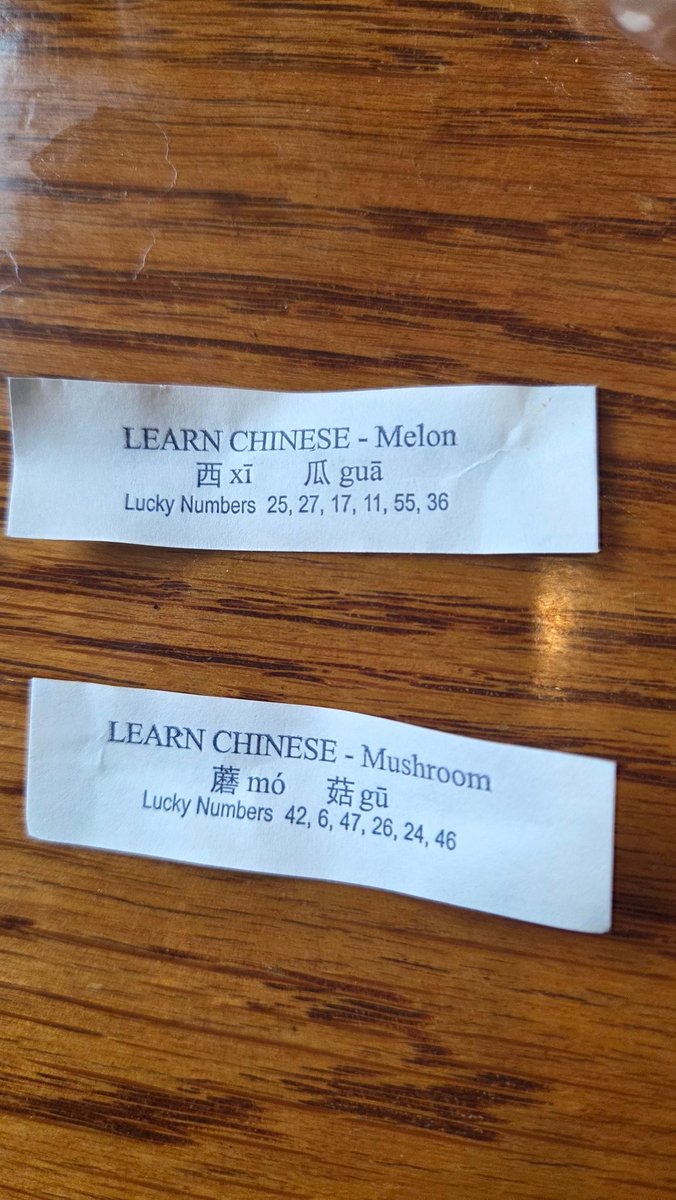 LEARN CHINESE - Melon
西 xī 瓜 guā
Lucky Numbers 25, 27, 17, 11, 55, 36
LEARN CHINESE - Mushroom
蘑 mó 菇 gū
Lucky Numbers 42, 6, 47, 26, 24, 46